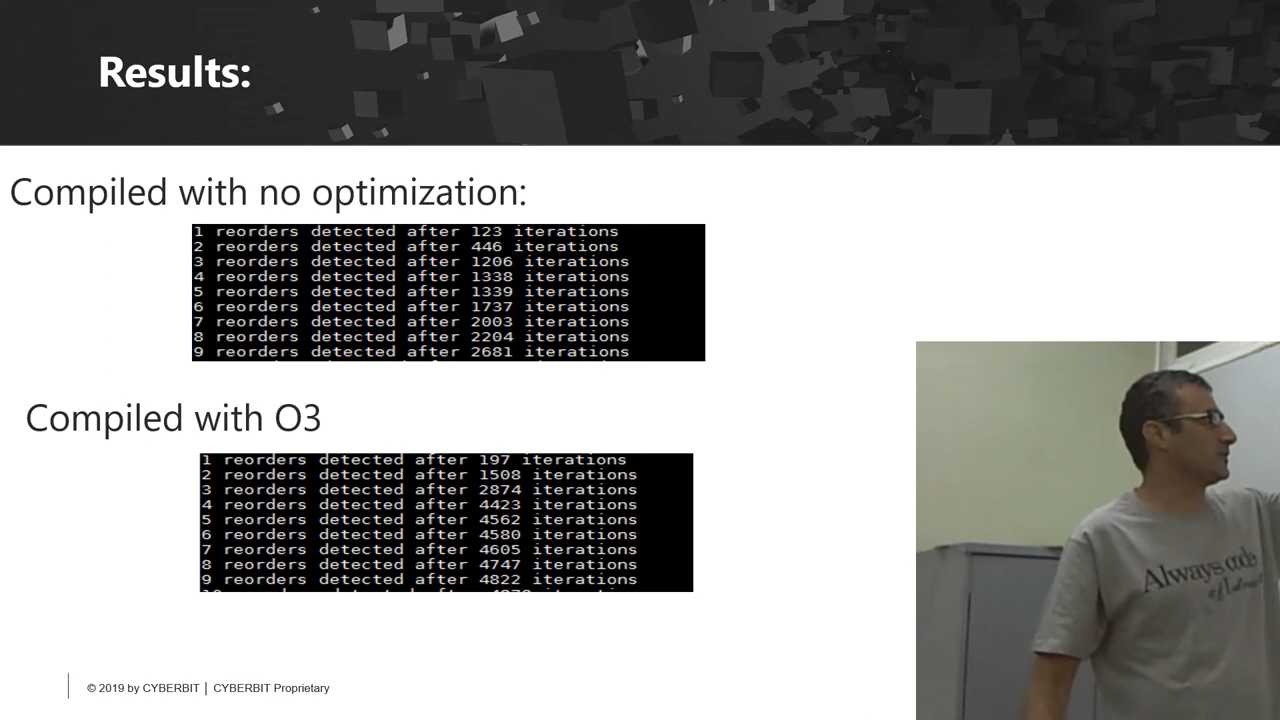 Results:
Compiled with no optimization:
1 reorders detected after 123 iterations
2 reorders detected after 446 iterations
3 reorders detected after 1206 iterations
4 reorders detected after 1338 iterations
5 reorders detected after 1339 iterations
6 reorders detected after 1737 iterations
7 reorders detected after 2003 iterations
8 reorders detected after 2204 iterations
9 reorders detected after 2681 iterations
Compiled with O3
1 reorders detected after 197 iterations
2 reorders detected after 1508 iterations
3 reorders detected after 2874 iterations
4 reorders detected after 4423 iterations
5 reorders detected after 4562 iterations
6 reorders detected after 4580 iterations
7 reorders detected after 4605 iterations
8 reorders detected after 4747 iterations
9 reorders detected after 4822 iterations
Always code
© 2019 by CYBERBIT | CYBERBIT Proprietary